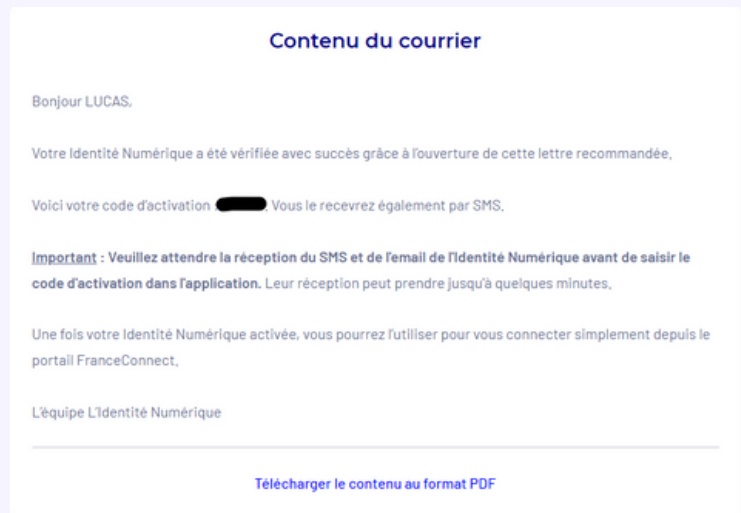 Contenu du courrier
Bonjour LUCAS,
Votre Identité Numérique a été vérifiée avec succès grâce à l'ouverture de cette lettre recommandée.
Voici votre code d'activation : . Vous le recevrez également par SMS.
Important : Veuillez attendre la réception du SMS et de l'email de l'Identité Numérique avant de saisir le
code d'activation dans l'application. Leur réception peut prendre jusqu'à quelques minutes.
Une fois votre Identité Numérique activée, vous pourrez l'utiliser pour vous connecter simplement depuis le
portail FranceConnect.
L'équipe L'Identité Numérique
Télécharger le contenu au format PDF